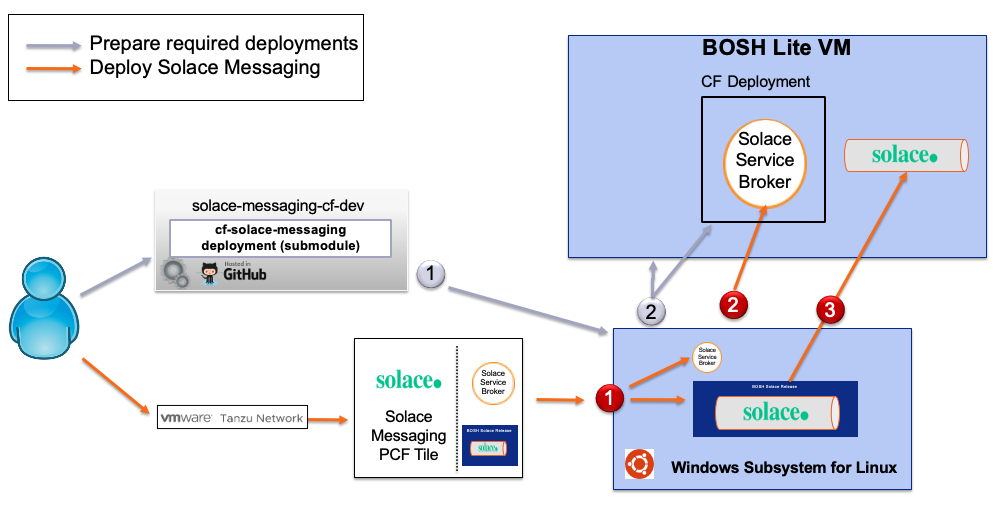 Prepare required deployments
Deploy Solace Messaging
BOSH Lite VM
CF Deployment
Solace
Service
Broker
solace.
solace-messaging-cf-dev
cf-solace-messaging
deployment (submodule)
Hosted in
GitHub
1
2
2
3
solace.
Solace
Messaging
PCF Tile
Solace
Service
Broker
BOSH Solace Release
solace.
vmware Tanzu Network
1
Solace
Service
Broker
BOSH Solace Release
solace.
Windows Subsystem for Linux